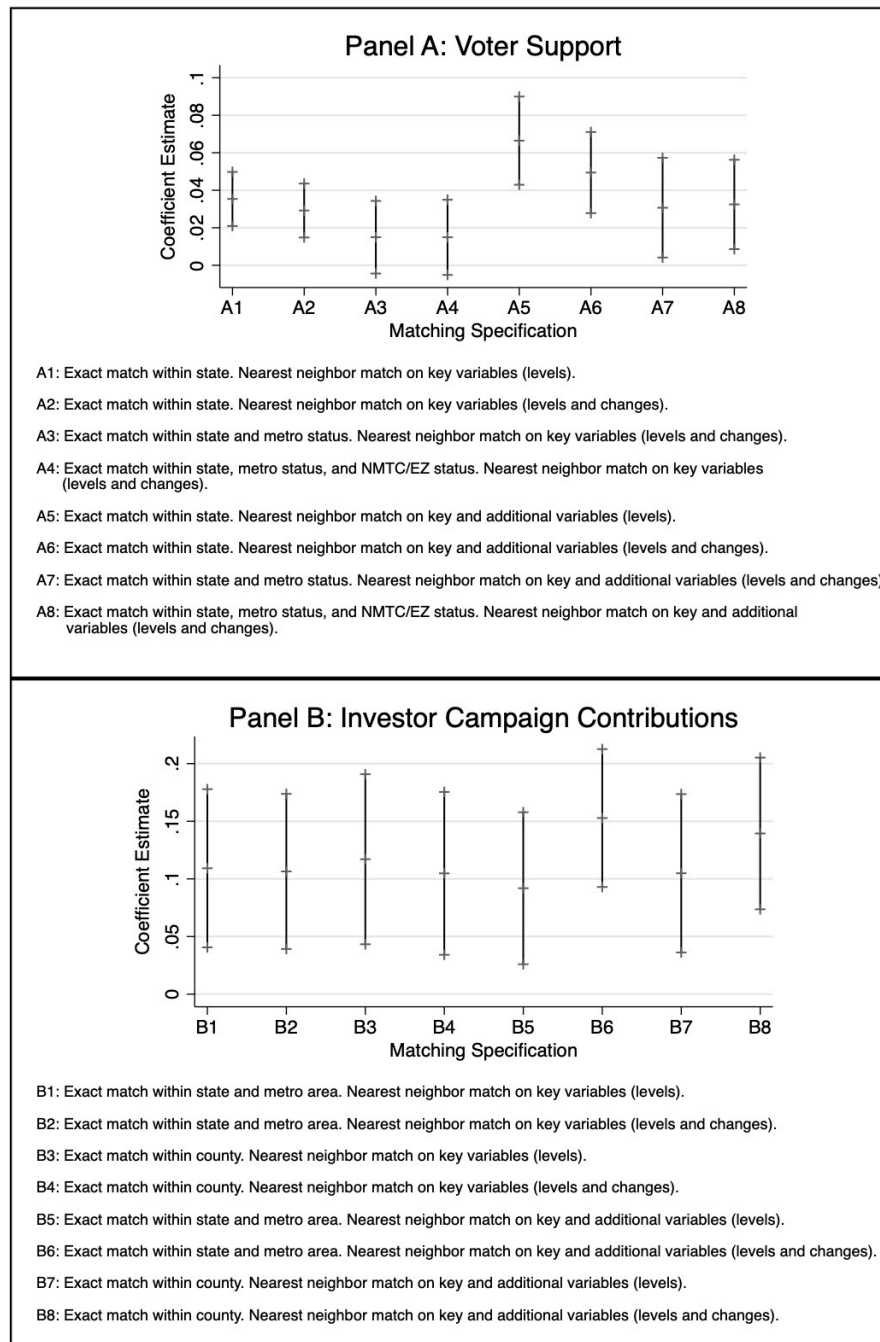 Panel A: Voter Support
Coefficient Estimate
.1
.08
.06
.04
.02
0
A1 A2 A3 A4 A5 A6 A7 A8
Matching Specification
A1: Exact match within state. Nearest neighbor match on key variables (levels).
A2: Exact match within state. Nearest neighbor match on key variables (levels and changes).
A3: Exact match within state and metro status. Nearest neighbor match on key variables (levels and changes).
A4: Exact match within state, metro status, and NMTC/EZ status. Nearest neighbor match on key variables
(levels and changes).
A5: Exact match within state. Nearest neighbor match on key and additional variables (levels).
A6: Exact match within state. Nearest neighbor match on key and additional variables (levels and changes).
A7: Exact match within state and metro status. Nearest neighbor match on key and additional variables (levels and changes)
A8: Exact match within state, metro status, and NMTC/EZ status. Nearest neighbor match on key and additional
variables (levels and changes).
Panel B: Investor Campaign Contributions
Coefficient Estimate
.2
.15
.1
.05
0
B1 B2 B3 B4 B5 B6 B7 B8
Matching Specification
B1: Exact match within state and metro area. Nearest neighbor match on key variables (levels).
B2: Exact match within state and metro area. Nearest neighbor match on key variables (levels and changes).
B3: Exact match within county. Nearest neighbor match on key variables (levels).
B4: Exact match within county. Nearest neighbor match on key variables (levels and changes).
B5: Exact match within state and metro area. Nearest neighbor match on key and additional variables (levels).
B6: Exact match within state and metro area. Nearest neighbor match on key and additional variables (levels and changes).
B7: Exact match within county. Nearest neighbor match on key and additional variables (levels).
B8: Exact match within county. Nearest neighbor match on key and additional variables (levels and changes).